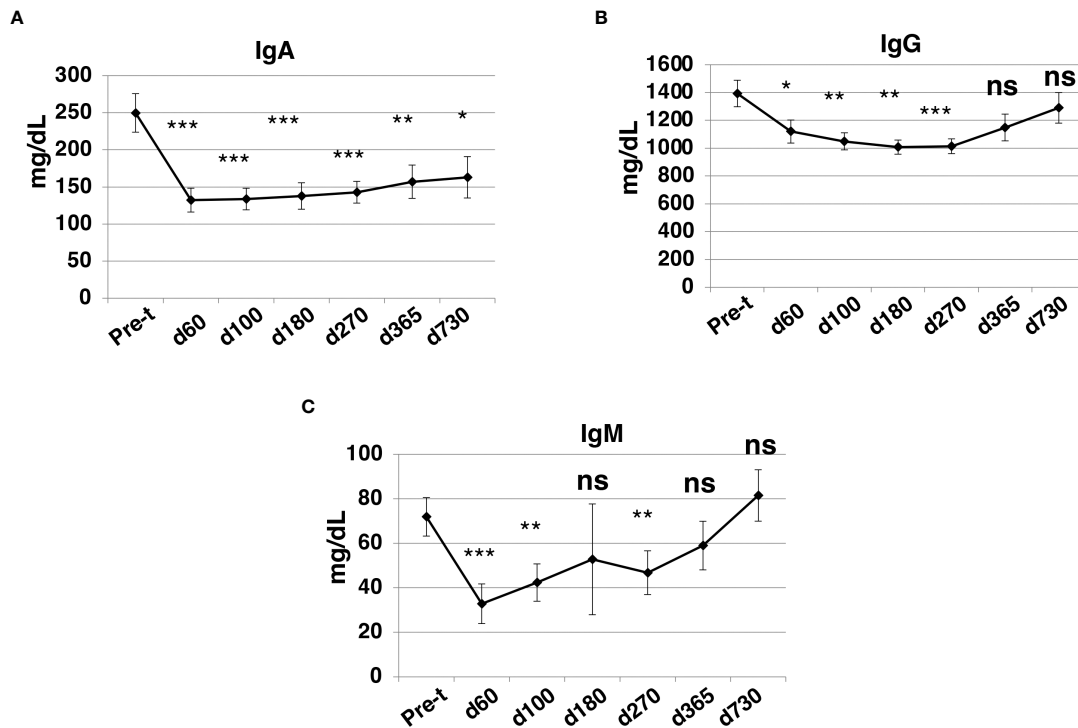 A
IgA
mg/dL
300
250
200
150
100
50
0
***
***
***
***
**
*
Pre-t
d60
d100
d180
d270
d365
d730
B
IgG
mg/dL
1600
1400
1200
1000
800
600
400
200
0
*
**
**
***
ns
ns
Pre-t
d60
d100
d180
d270
d365
d730
C
IgM
mg/dL
100
80
60
40
20
0
***
**
ns
**
ns
ns
Pre-t
d60
d100
d180
d270
d365
d730